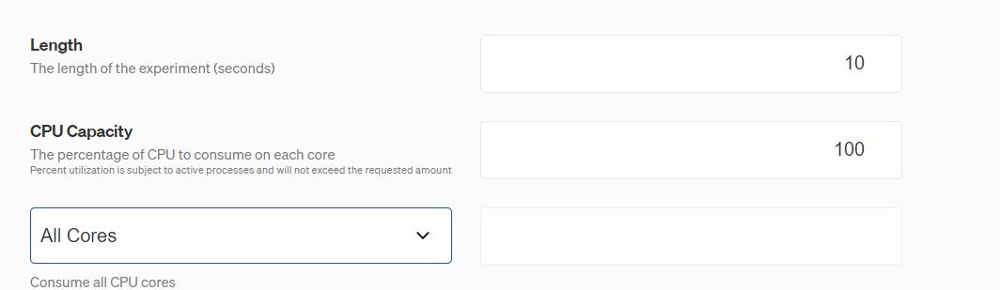 Length
The length of the experiment (seconds)
10
CPU Capacity
The percentage of CPU to consume on each core
Percent utilization is subject to active processes and will not exceed the requested amount
100
All Cores
Consume all CPU cores